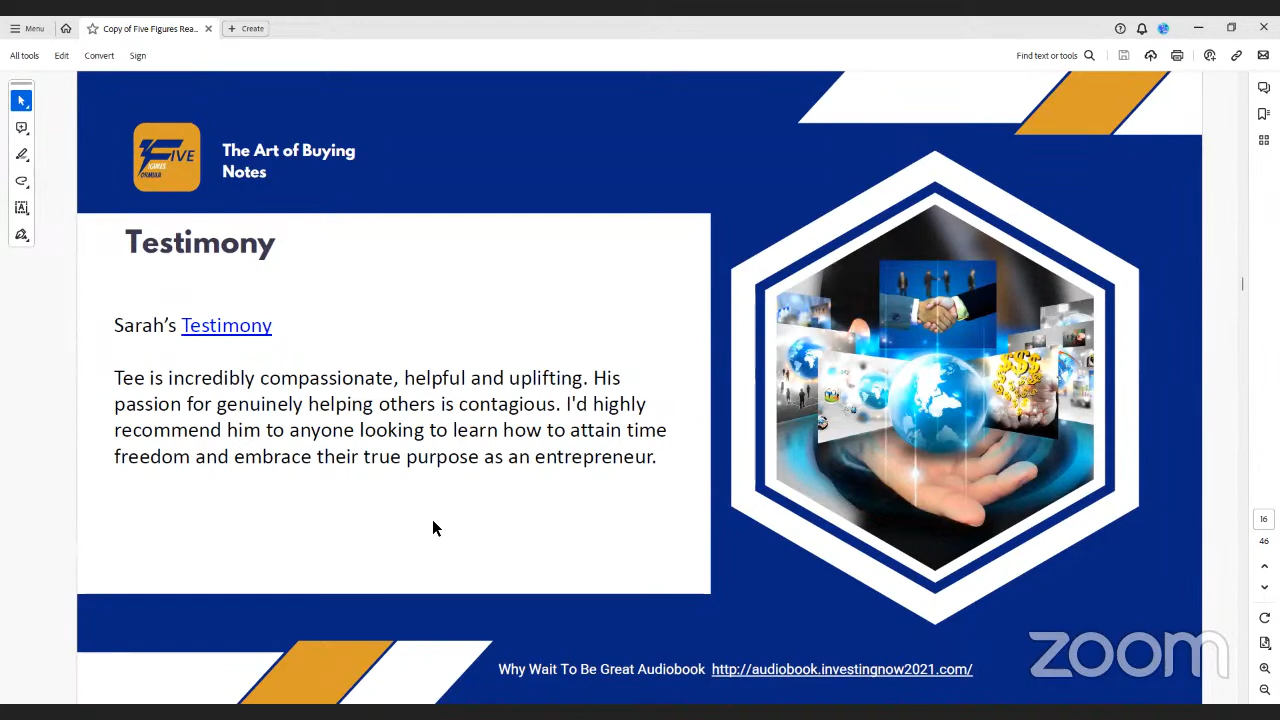 Menu
Copy of Five Figures Rea...
Create
All tools
Edit
Convert
Sign
Find text or tools
FIVE
FIGURES
FORMULA
The Art of Buying
Notes
Testimony
Sarah's Testimony
Tee is incredibly compassionate, helpful and uplifting. His
passion for genuinely helping others is contagious. I'd highly
recommend him to anyone looking to learn how to attain time
freedom and embrace their true purpose as an entrepreneur.
16
46
Why Wait To Be Great Audiobook http://audiobook.investingnow2021.com/
zoom